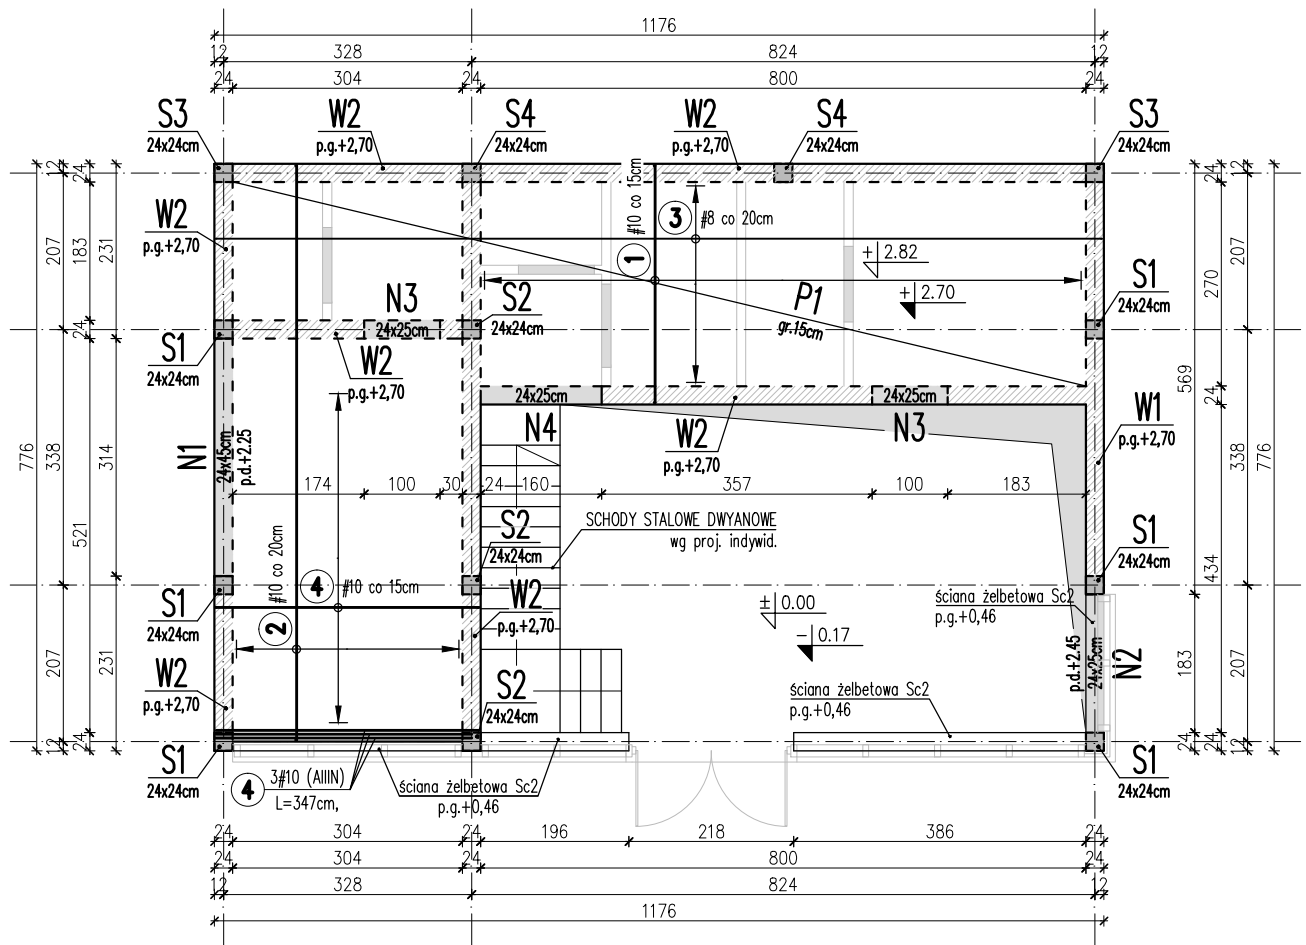 1176
12 328 824 12
24 304 24 800 24
S3
24x24cm
W2
p.g.+2,70
S4
24x24cm
W2
p.g.+2,70
S4
24x24cm
S3
24x24cm
12
24
24
12
W2
p.g.+2,70
#10 co 15cm
3
#8 co 20cm
1
+ 2.82
+ 2.70
P1
gr.15cm
207
183
231
270
207
N3
24x25cm
S2
24x24cm
S1
24x24cm
24
S1
24x24cm
W2
p.g.+2,70
24x25cm
24x25cm
24
N4
W2
p.g.+2,70
N3
W1
p.g.+2,70
569
776
338
314
521
N1
24x45cm
p.d.+2.25
174 100 30 24 160 357 100 183
338
776
434
SCHODY STALOWE DWYANOWE
wg proj. indywid.
S2
24x24cm
S1
24x24cm
#10 co 20cm
4
#10 co 15cm
2
S1
24x24cm
W2
p.g.+2,70
± 0.00
− 0.17
ściana żelbetowa Sc2
p.g.+0,46
p.d.+2.45
24x25cm
N2
207
231
183
207
W2
p.g.+2,70
S2
24x24cm
ściana żelbetowa Sc2
p.g.+0,46
12
24
24
12
S1
24x24cm
4
3#10 (AIIIN)
L=347cm,
ściana żelbetowa Sc2
p.g.+0,46
S1
24x24cm
24 304 24 196 218 386 24
24 304 24 800 24
12 328 824 12
1176